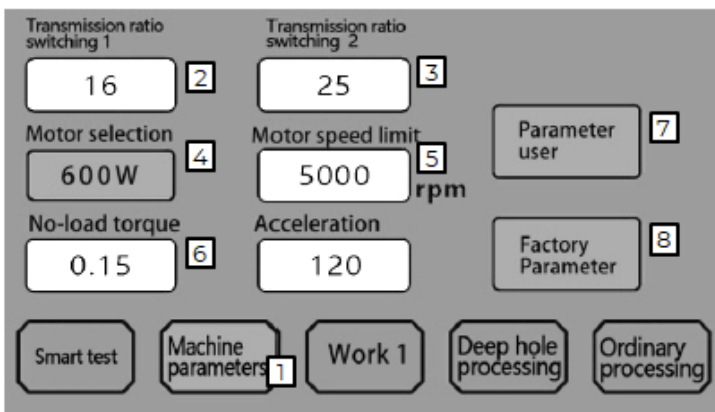 Transmission ratio
switching 1
Transmission ratio
switching 2
16
2
25
3
Motor selection
4
Motor speed limit
5
600W
5000
rpm
Parameter
user
7
No-load torque
6
Acceleration
0.15
120
Factory
Parameter
8
Smart test
Machine
parameters
1
Work 1
Deep hole
processing
Ordinary
processing